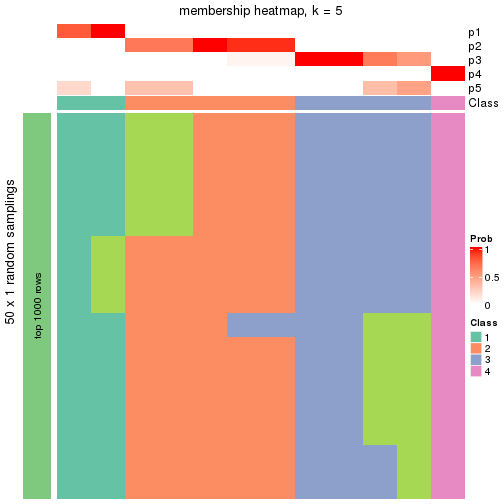 membership heatmap, k = 5
p1
p2
p3
p4
p5
Class
50 x 1 random samplings
top 1000 rows
Prob
1
0.5
0
Class
1
2
3
4